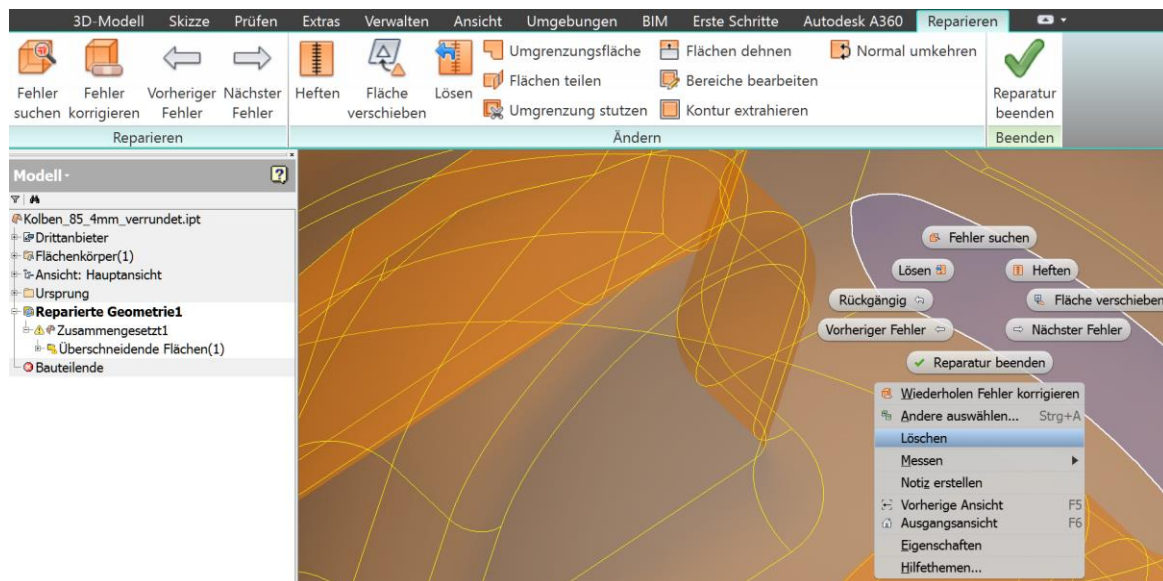 3D-Modell Skizze Prüfen Extras Verwalten Ansicht Umgebungen BIM Erste Schritte Autodesk A360 Reparieren
Fehler suchen
Fehler korrigieren
Vorheriger Fehler
Nächster Fehler
Heften
Fläche verschieben
Lösen
Umgrenzungsfläche
Flächen teilen
Umgrenzung stutzen
Flächen dehnen
Bereiche bearbeiten
Kontur extrahieren
Normal umkehren
Reparatur beenden
Reparieren Ändern Beenden
Modell
Kolben_85_4mm_verrundet.ipt
Drittanbieter
Flächenkörper(1)
Ansicht: Hauptansicht
Ursprung
Reparierte Geometrie1
Zusammengesetzt1
Überschneidende Flächen(1)
Bauteilende
Fehler suchen
Lösen Heften
Rückgängig Fläche verschieben
Vorheriger Fehler Nächster Fehler
Reparatur beenden
Wiederholen Fehler korrigieren
Andere auswählen... Strg+A
Löschen
Messen
Notiz erstellen
Vorherige Ansicht F5
Ausgangsansicht F6
Eigenschaften
Hilfethemen...